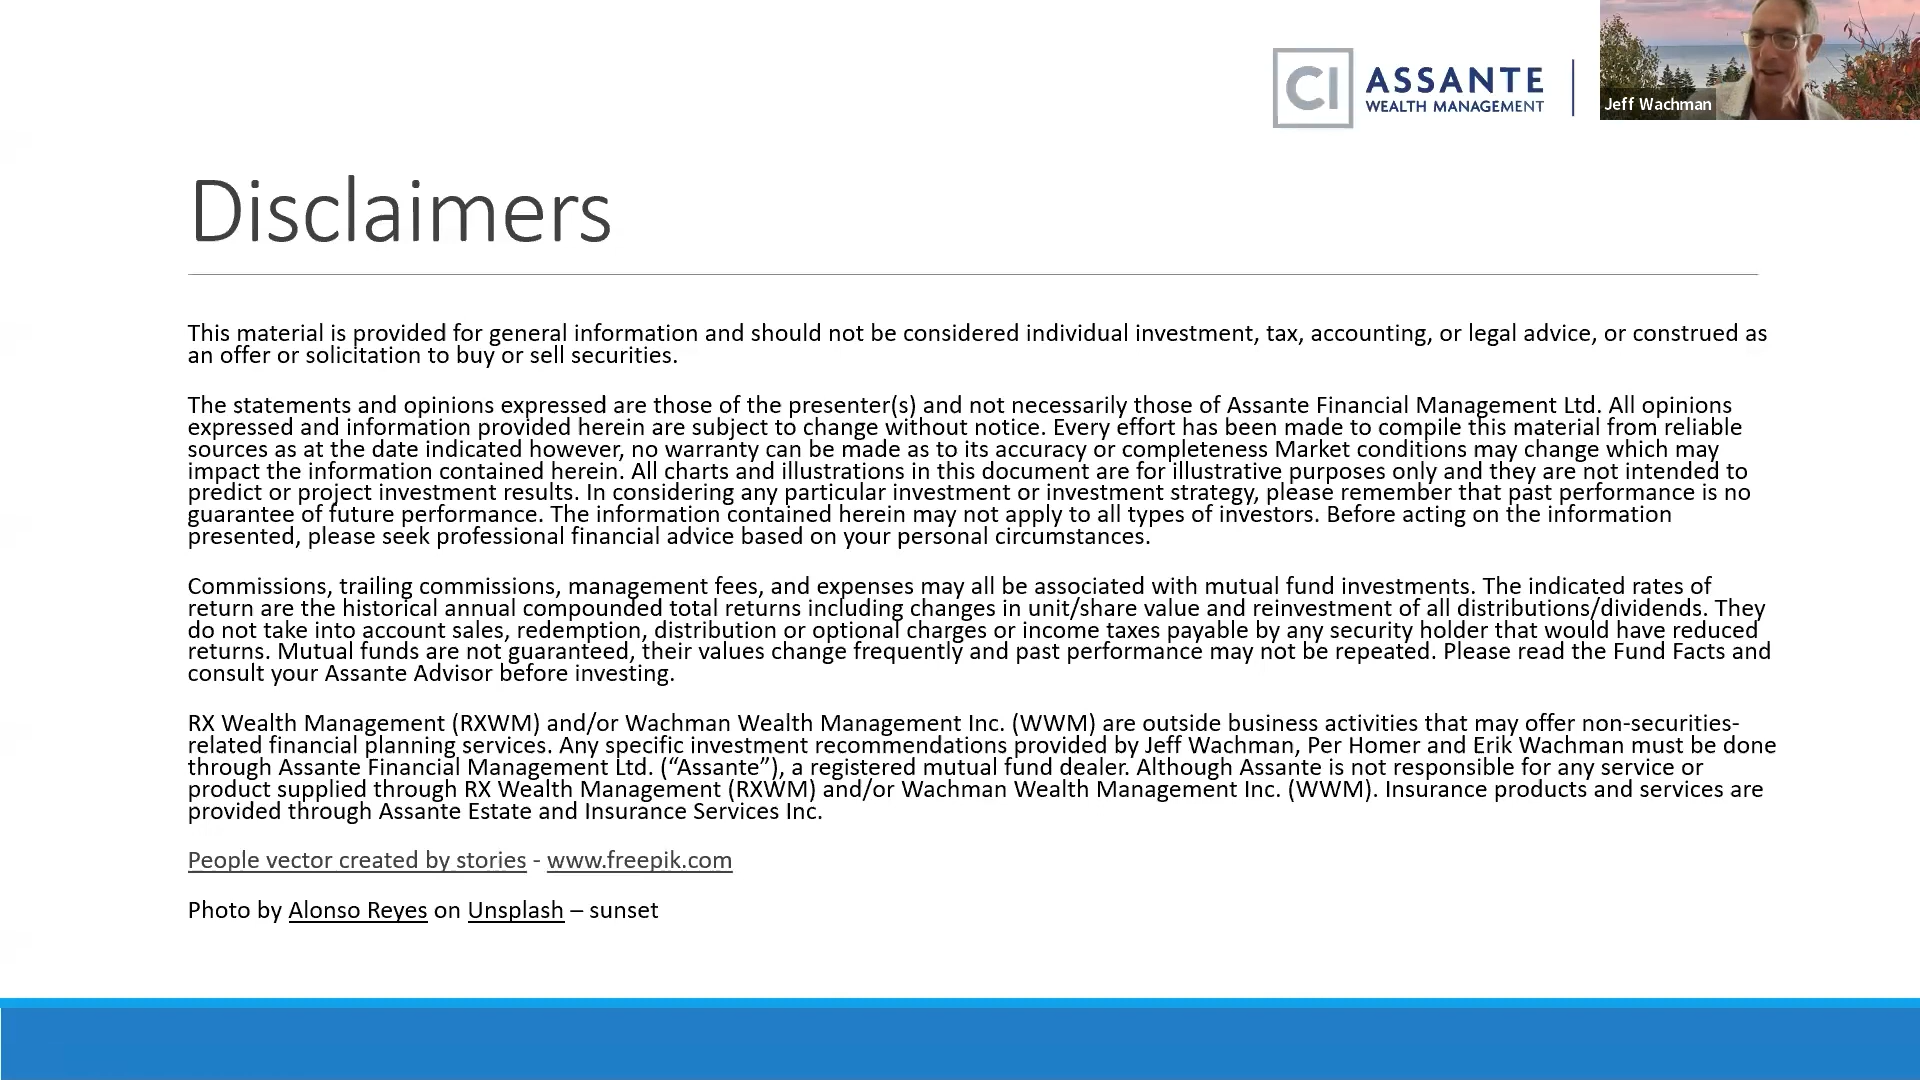 CI ASSANTE
WEALTH MANAGEMENT
Jeff Wachman
Disclaimers
This material is provided for general information and should not be considered individual investment, tax, accounting, or legal advice, or construed as
an offer or solicitation to buy or sell securities.
The statements and opinions expressed are those of the presenter(s) and not necessarily those of Assante Financial Management Ltd. All opinions
expressed and information provided herein are subject to change without notice. Every effort has been made to compile this material from reliable
sources as at the date indicated however, no warranty can be made as to its accuracy or completeness Market conditions may change which may
impact the information contained herein. All charts and illustrations in this document are for illustrative purposes only and they are not intended to
predict or project investment results. In considering any particular investment or investment strategy, please remember that past performance is no
guarantee of future performance. The information contained herein may not apply to all types of investors. Before acting on the information
presented, please seek professional financial advice based on your personal circumstances.
Commissions, trailing commissions, management fees, and expenses may all be associated with mutual fund investments. The indicated rates of
return are the historical annual compounded total returns including changes in unit/share value and reinvestment of all distributions/dividends. They
do not take into account sales, redemption, distribution or optional charges or income taxes payable by any security holder that would have reduced
returns. Mutual funds are not guaranteed, their values change frequently and past performance may not be repeated. Please read the Fund Facts and
consult your Assante Advisor before investing.
RX Wealth Management (RXWM) and/or Wachman Wealth Management Inc. (WWM) are outside business activities that may offer non-securities-
related financial planning services. Any specific investment recommendations provided by Jeff Wachman, Per Homer and Erik Wachman must be done
through Assante Financial Management Ltd. (“Assante”), a registered mutual fund dealer. Although Assante is not responsible for any service or
product supplied through RX Wealth Management (RXWM) and/or Wachman Wealth Management Inc. (WWM). Insurance products and services are
provided through Assante Estate and Insurance Services Inc.
People vector created by stories - www.freepik.com
Photo by Alonso Reyes on Unsplash – sunset